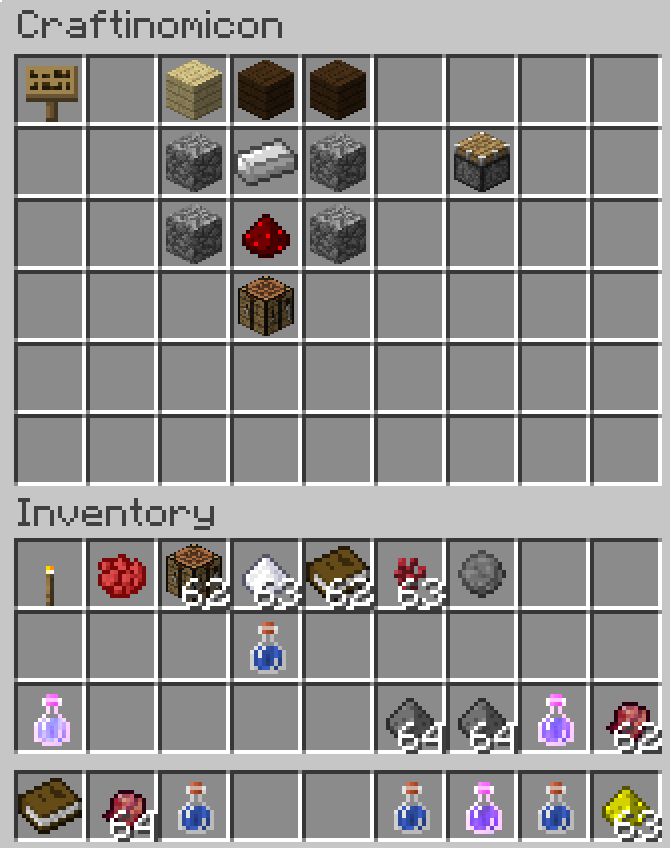 Craftinomicon
Inventory
62 63 62 63
64 64 62
64 63